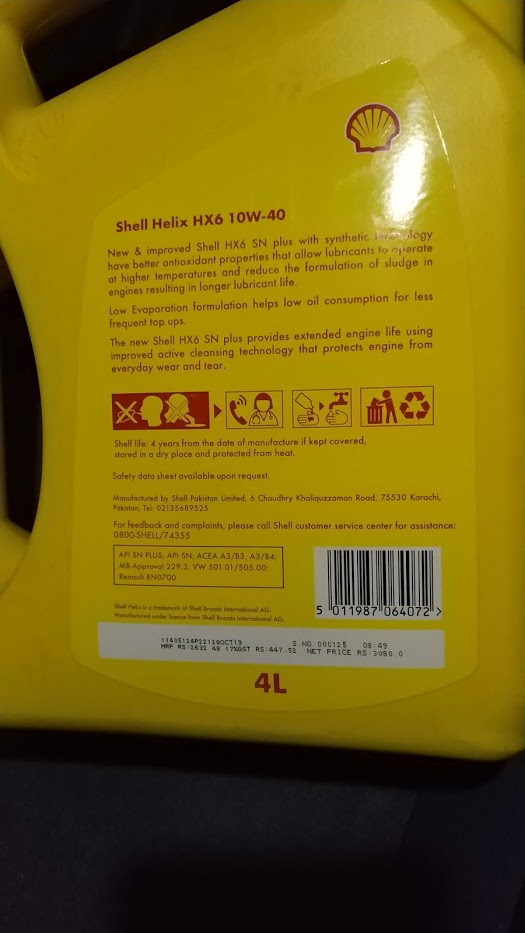 Shell Helix HX6 10W-40
New & improved Shell HX6 SN plus with synthetic technology
have better antioxidant properties that allow lubricants to operate
at higher temperatures and reduce the formulation of sludge in
engines resulting in longer lubricant life.
Low Evaporation formulation helps low oil consumption for less
frequent top ups.
The new Shell HX6 SN plus provides extended engine life using
improved active cleansing technology that protects engine from
everyday wear and tear.
Shelf life: 4 years from the date of manufacture if kept covered,
stored in a dry place and protected from heat.
Safety data sheet available upon request.
Manufactured by Shell Pakistan Limited, 6 Choudhry Khaliquzzaman Road, 75530 Karachi,
Pakistan, Tel: 02135689525
For feedback and complaints, please call Shell customer service center for assistance:
0800-SHELL/74355
API SN PLUS; API SN; ACEA A3/B3, A3/B4;
MB-Approval 229.3; VW 501.01/505.00;
Renault RN0700
5 011987 064072 >
Shell Helix is a trademark of Shell Brands International AG
Manufactured under license from Shell Brands International AG.
S.NO 000125 08:49
MRP RS:2632.48 17%GST RS:447.52 NET PRICE RS:3080.0
4L